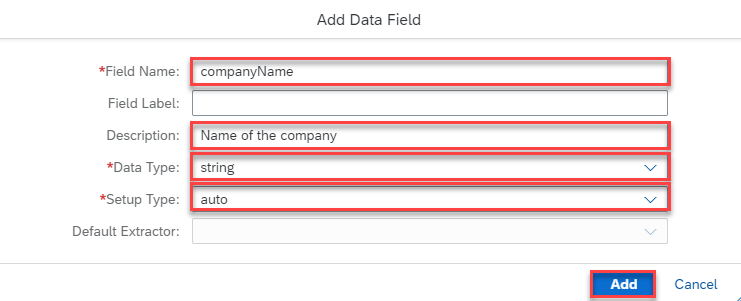 Add Data Field
*Field Name: companyName
Field Label:
Description: Name of the company
*Data Type: string
*Setup Type: auto
Default Extractor:
Add Cancel